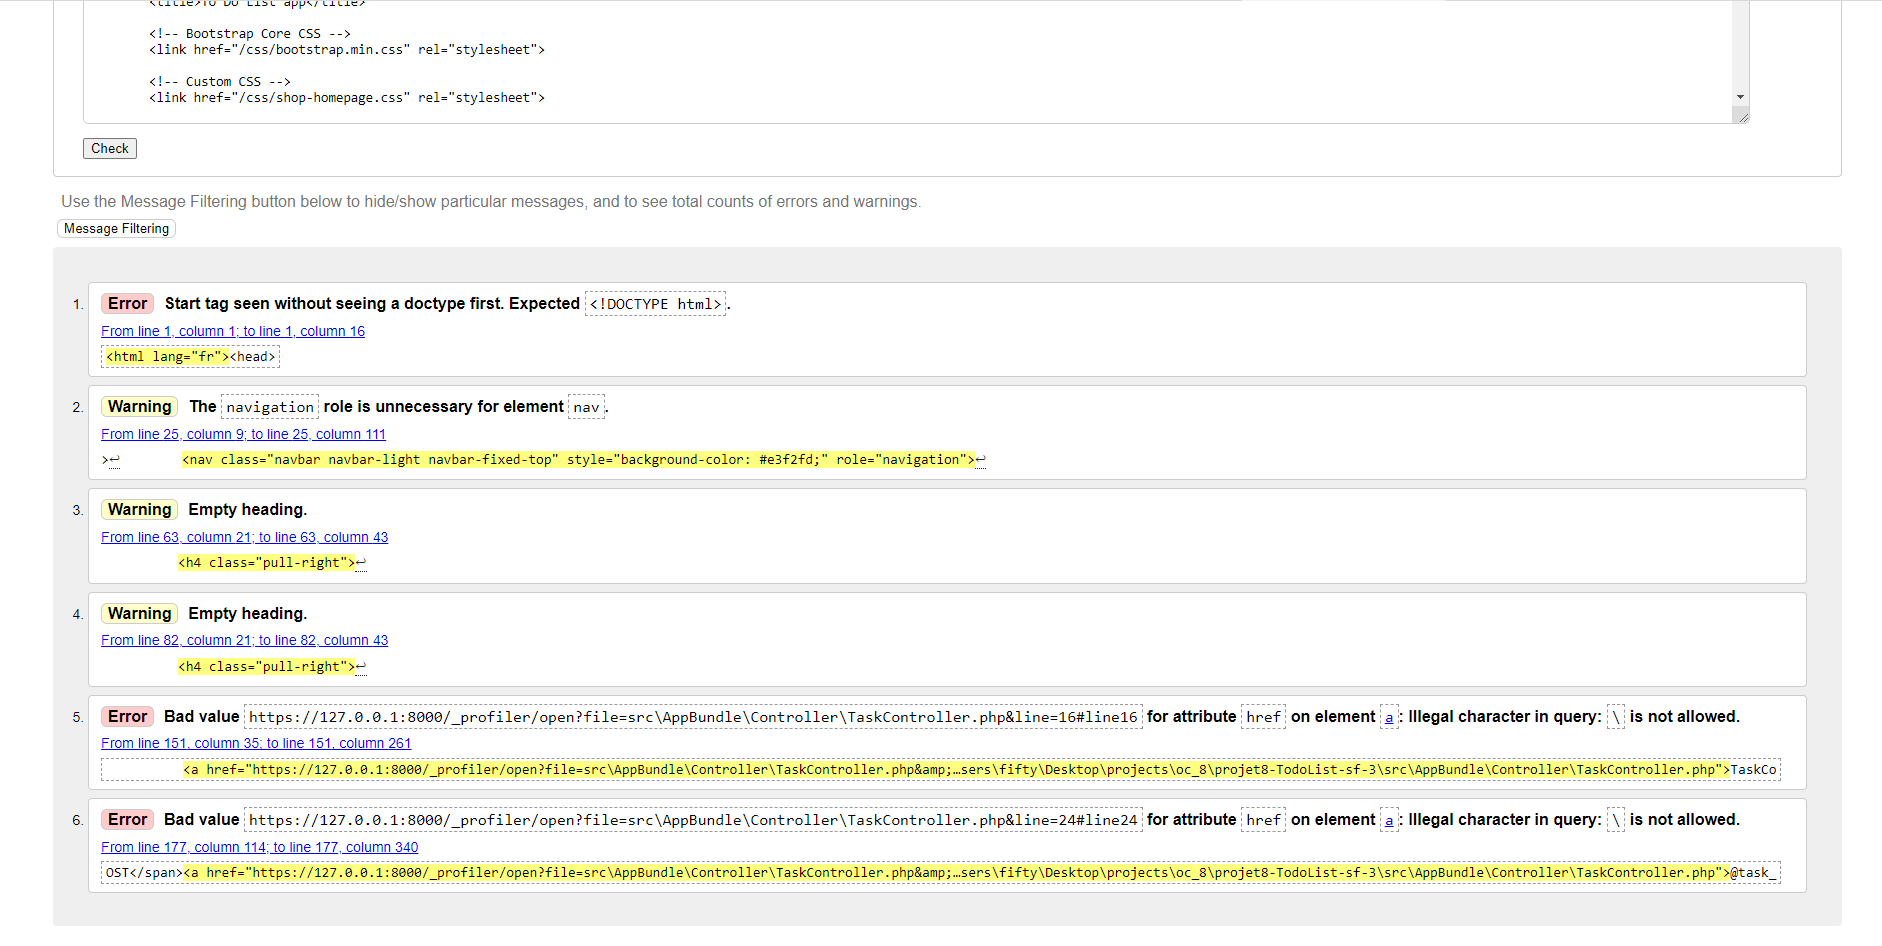 <title>To Do List app</title>
<!-- Bootstrap Core CSS -->
<link href="/css/bootstrap.min.css" rel="stylesheet">
<!-- Custom CSS -->
<link href="/css/shop-homepage.css" rel="stylesheet">
Check
Use the Message Filtering button below to hide/show particular messages, and to see total counts of errors and warnings.
Message Filtering
1. Error Start tag seen without seeing a doctype first. Expected <!DOCTYPE html>.
From line 1, column 1; to line 1, column 16
<html lang="fr"><head>
2. Warning The navigation role is unnecessary for element nav.
From line 25, column 9; to line 25, column 111
>↩ <nav class="navbar navbar-light navbar-fixed-top" style="background-color: #e3f2fd;" role="navigation">↩
3. Warning Empty heading.
From line 63, column 21; to line 63, column 43
<h4 class="pull-right">↩
4. Warning Empty heading.
From line 82, column 21; to line 82, column 43
<h4 class="pull-right">↩
5. Error Bad value https://127.0.0.1:8000/_profiler/open?file=src\AppBundle\Controller\TaskController.php&line=16#line16 for attribute href on element a: Illegal character in query: \ is not allowed.
From line 151, column 35; to line 151, column 261
<a href="https://127.0.0.1:8000/_profiler/open?file=src\AppBundle\Controller\TaskController.php&amp;…sers\fifty\Desktop\projects\oc_8\projet8-TodoList-sf-3\src\AppBundle\Controller\TaskController.php">TaskCo
6. Error Bad value https://127.0.0.1:8000/_profiler/open?file=src\AppBundle\Controller\TaskController.php&line=24#line24 for attribute href on element a: Illegal character in query: \ is not allowed.
From line 177, column 114; to line 177, column 340
OST</span><a href="https://127.0.0.1:8000/_profiler/open?file=src\AppBundle\Controller\TaskController.php&amp;…sers\fifty\Desktop\projects\oc_8\projet8-TodoList-sf-3\src\AppBundle\Controller\TaskController.php">@task_